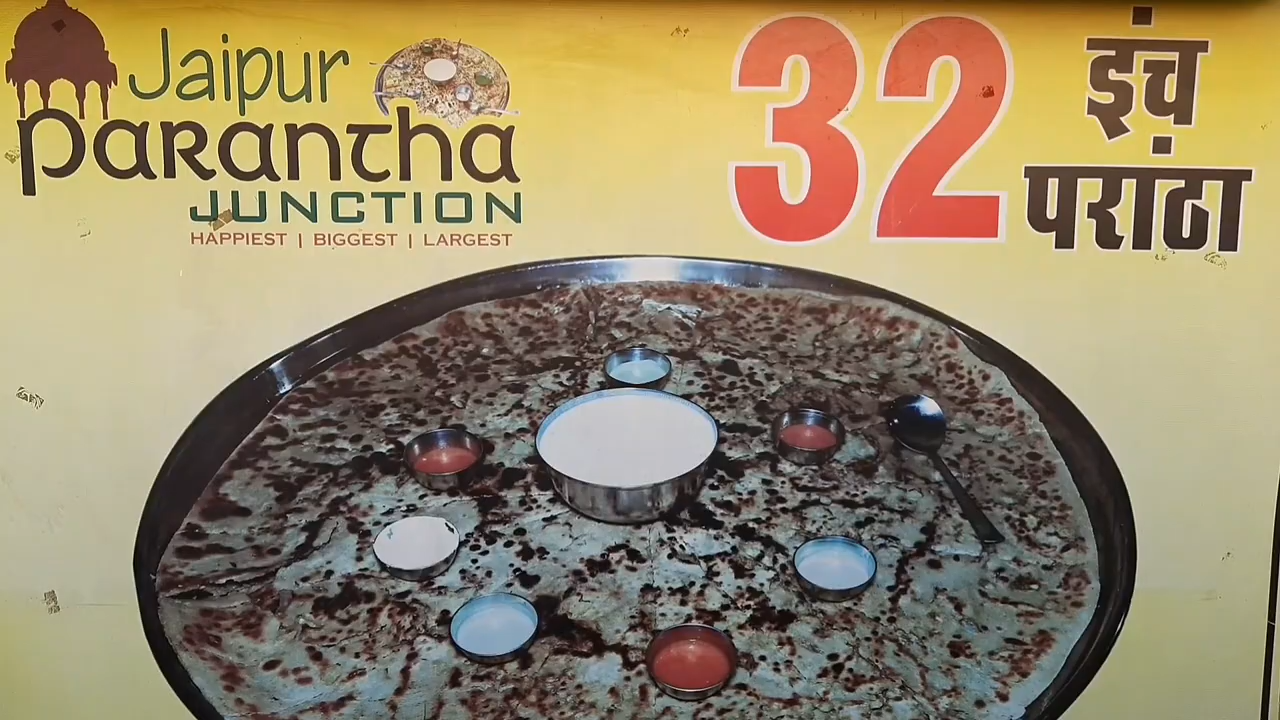 Jaipur
Parantha
JUNCTION
HAPPIEST | BIGGEST | LARGEST
32 इंच
परांठा